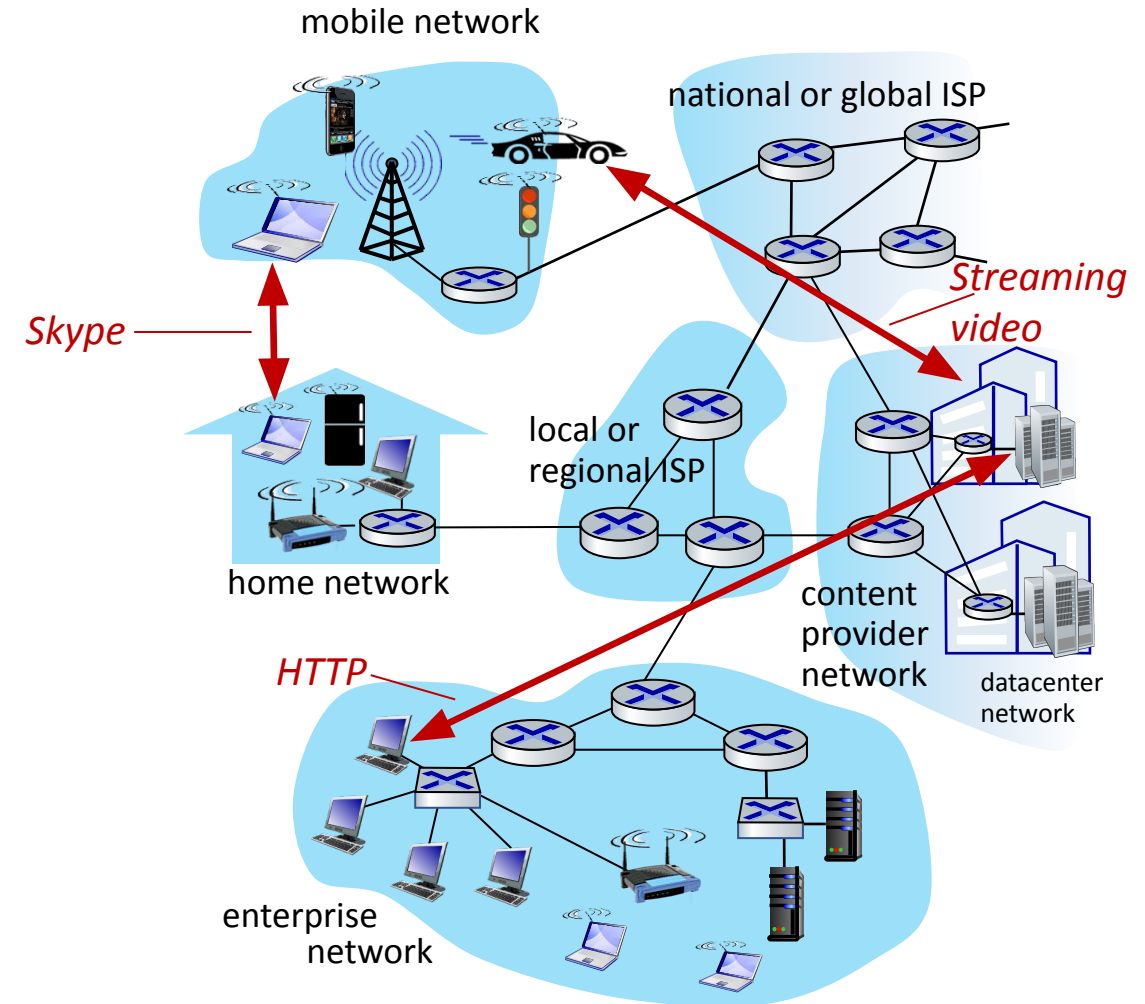 mobile network
national or global ISP
Streaming
video
Skype
local or
regional ISP
home network
content
provider
network
datacenter
network
HTTP
enterprise
network